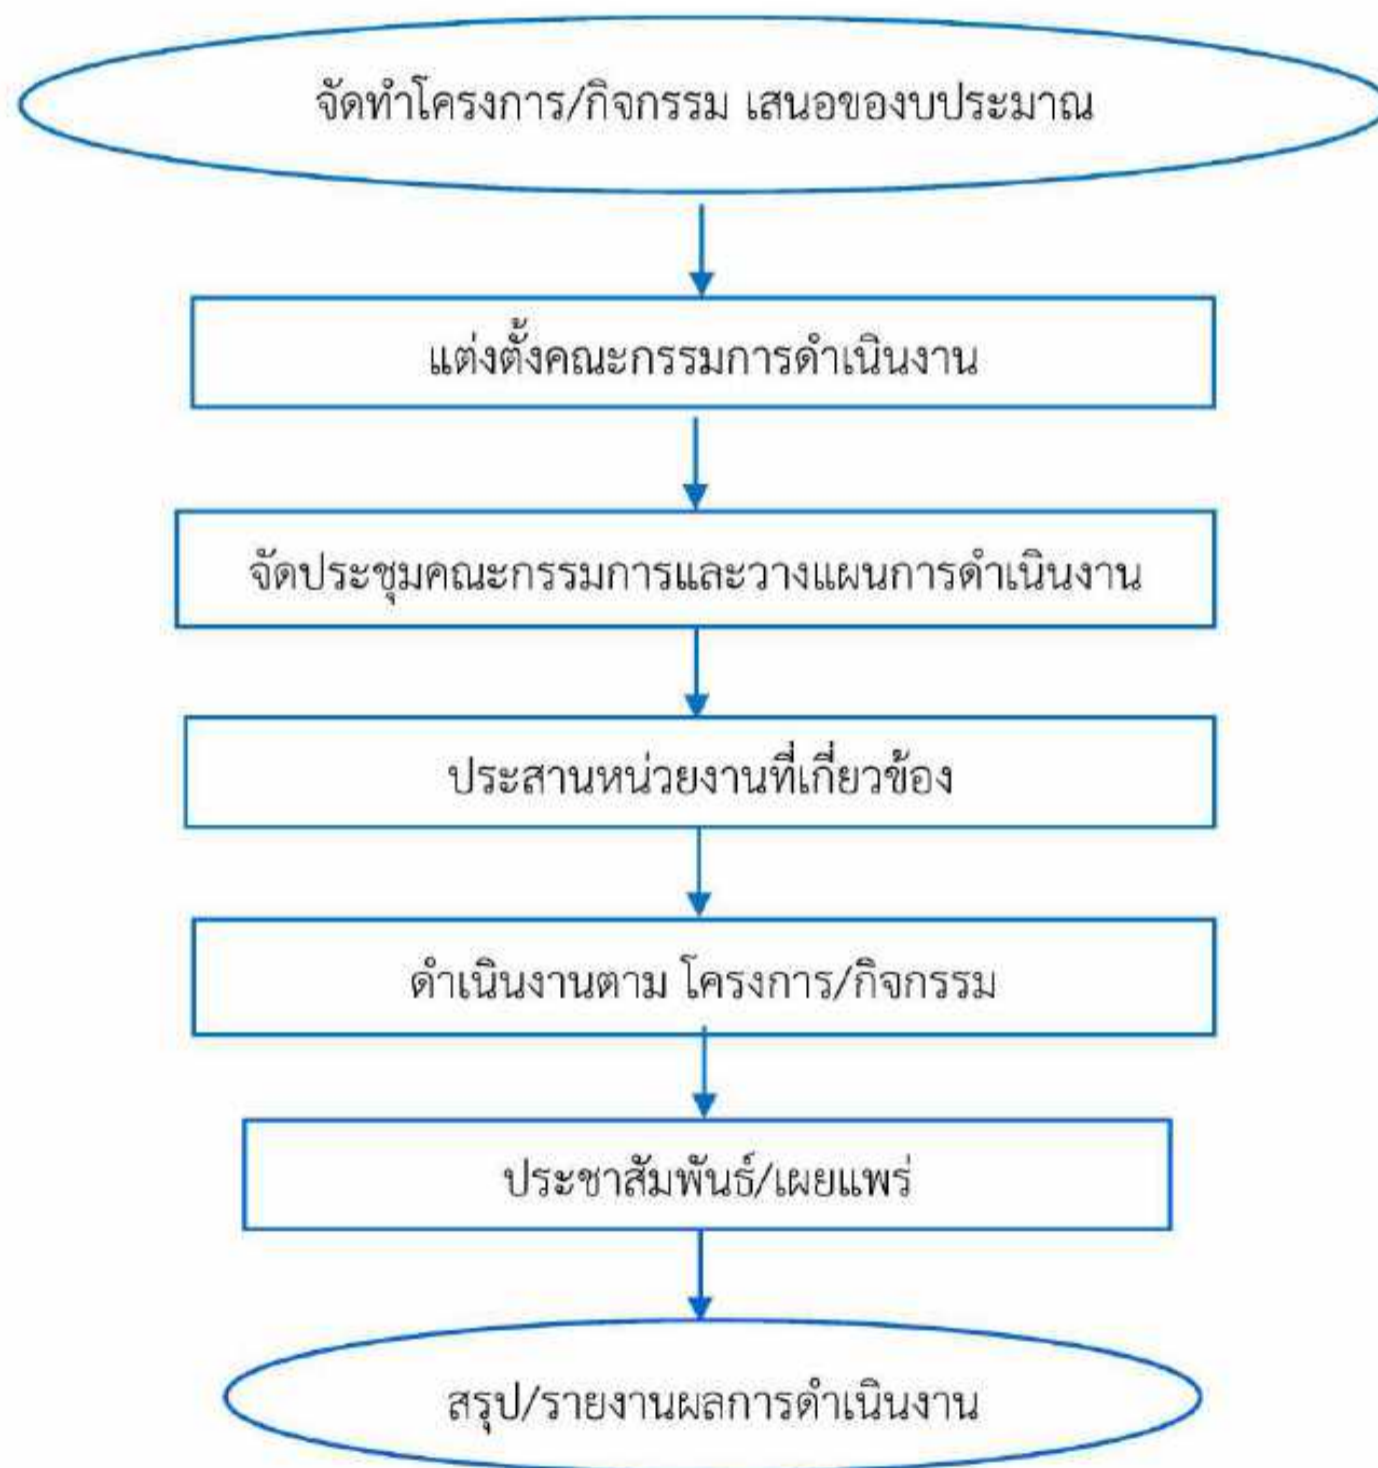 จัดทำโครงการ/กิจกรรม เสนอของบประมาณ
แต่งตั้งคณะกรรมการดำเนินงาน
จัดประชุมคณะกรรมการและวางแผนการดำเนินงาน
ประสานหน่วยงานที่เกี่ยวข้อง
ดำเนินงานตาม โครงการ/กิจกรรม
ประชาสัมพันธ์/เผยแพร่
สรุป/รายงานผลการดำเนินงาน